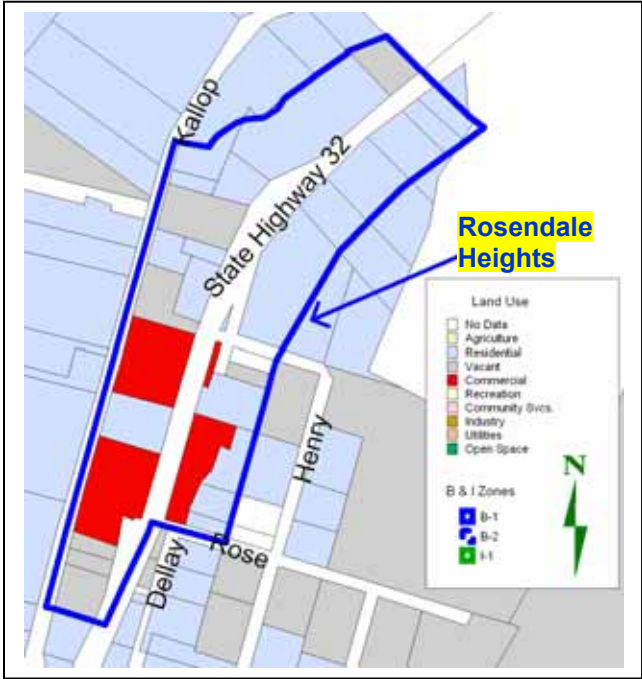 Kallop
State Highway 32
Rosendale
Heights
Land Use
No Data
Agriculture
Residential
Vacant
Commercial
Recreation
Community Svcs.
Industry
Utilities
Open Space
B & I Zones
B-1
B-2
I-1
N
Henry
Rose
Dellay